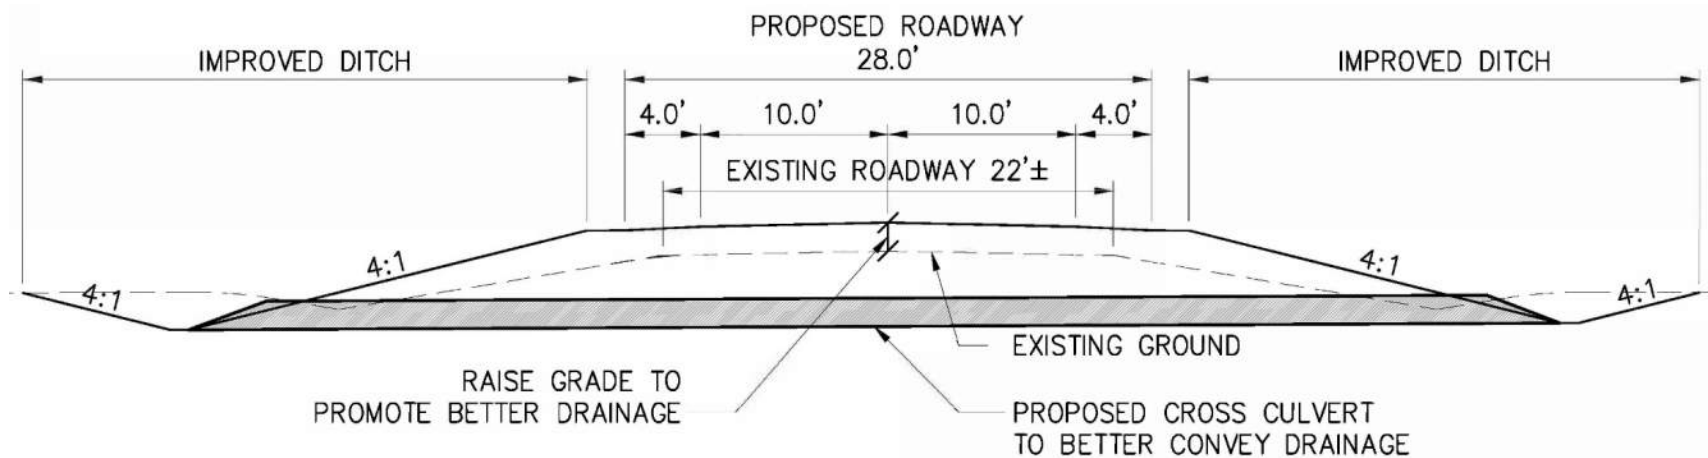 PROPOSED ROADWAY
28.0'
IMPROVED DITCH
IMPROVED DITCH
4.0'
10.0'
10.0'
4.0'
EXISTING ROADWAY 22'±
4:1
4:1
4:1
4:1
EXISTING GROUND
RAISE GRADE TO
PROMOTE BETTER DRAINAGE
PROPOSED CROSS CULVERT
TO BETTER CONVEY DRAINAGE